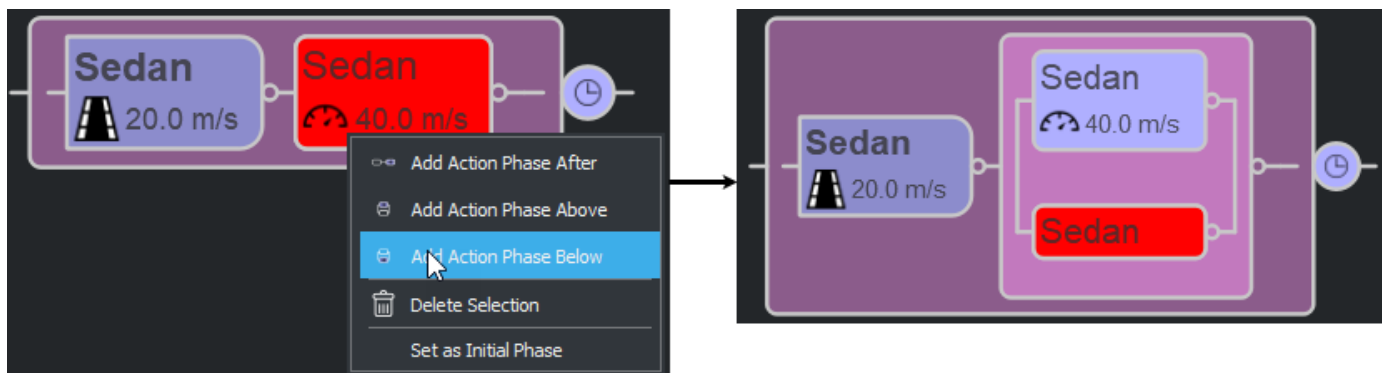 Sedan
20.0 m/s
Sedan
40.0 m/s
Add Action Phase After
Add Action Phase Above
Add Action Phase Below
Delete Selection
Set as Initial Phase
Sedan
20.0 m/s
Sedan
40.0 m/s
Sedan